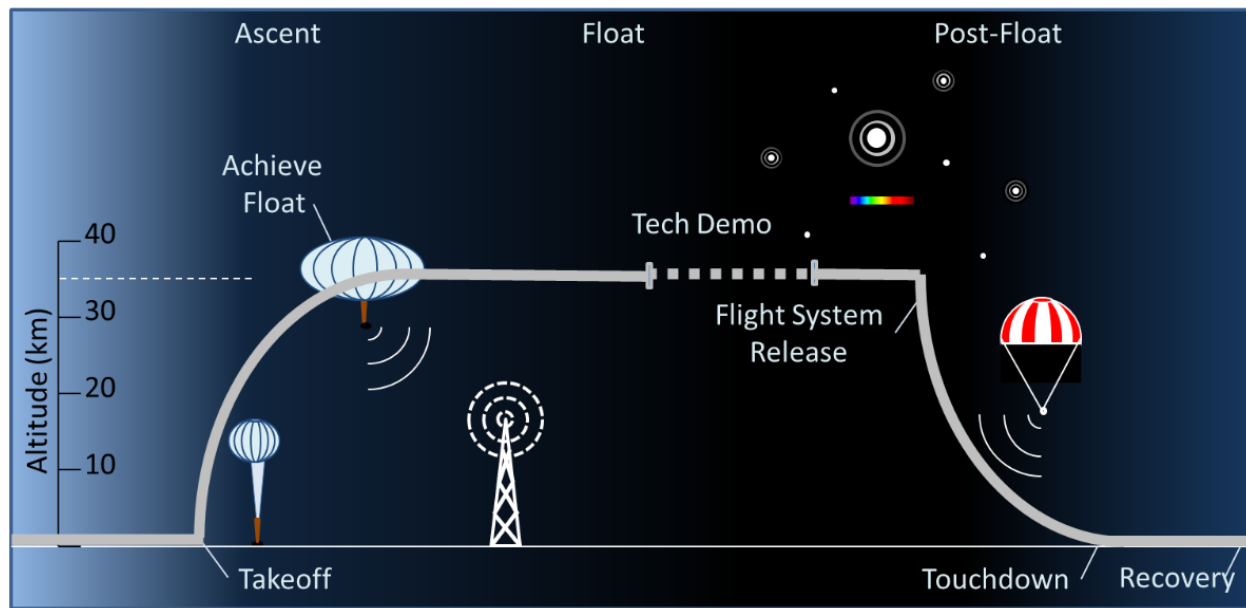 Ascent
Float
Post-Float
Achieve
Float
Tech Demo
40
30
20
10
Altitude (km)
Flight System
Release
Takeoff
Touchdown
Recovery